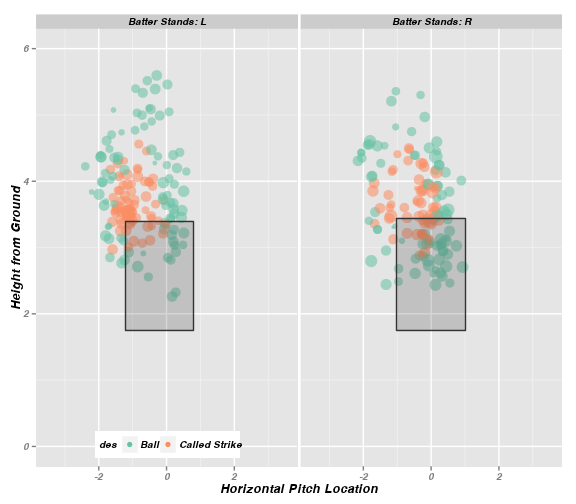 Batter Stands: L
Batter Stands: R
6
4
2
0
Height from Ground
des Ball Called Strike
-2 0 2
-2 0 2
Horizontal Pitch Location